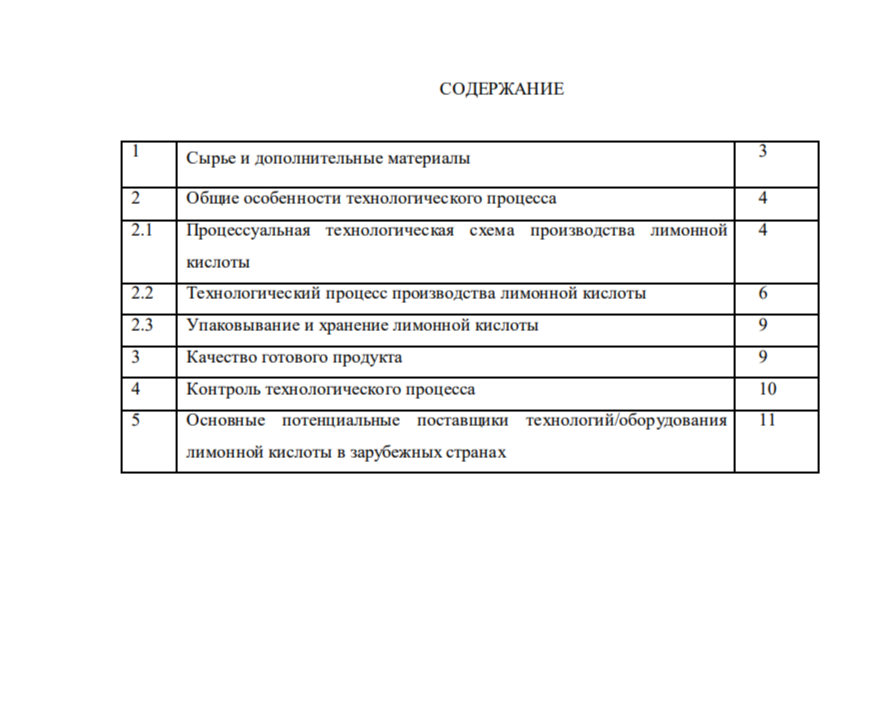 СОДЕРЖАНИЕ
1 Сырье и дополнительные материалы 3
2 Общие особенности технологического процесса 4
2.1 Процессуальная технологическая схема производства лимонной 4
кислоты
2.2 Технологический процесс производства лимонной кислоты 6
2.3 Упаковывание и хранение лимонной кислоты 9
3 Качество готового продукта 9
4 Контроль технологического процесса 10
5 Основные потенциальные поставщики технологий/оборудования 11
лимонной кислоты в зарубежных странах